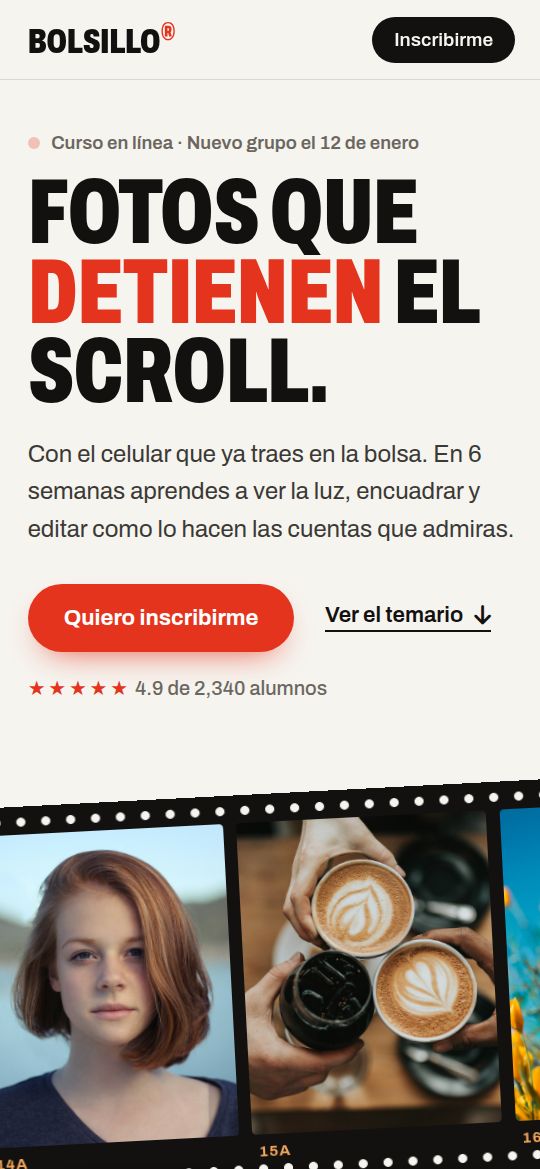 BOLSILLO®
Inscribirme
Curso en línea · Nuevo grupo el 12 de enero
FOTOS QUE
DETIENEN EL
SCROLL.
Con el celular que ya traes en la bolsa. En 6
semanas aprendes a ver la luz, encuadrar y
editar como lo hacen las cuentas que admiras.
Quiero inscribirme
Ver el temario ↓
★★★★★ 4.9 de 2,340 alumnos
14A
15A
16